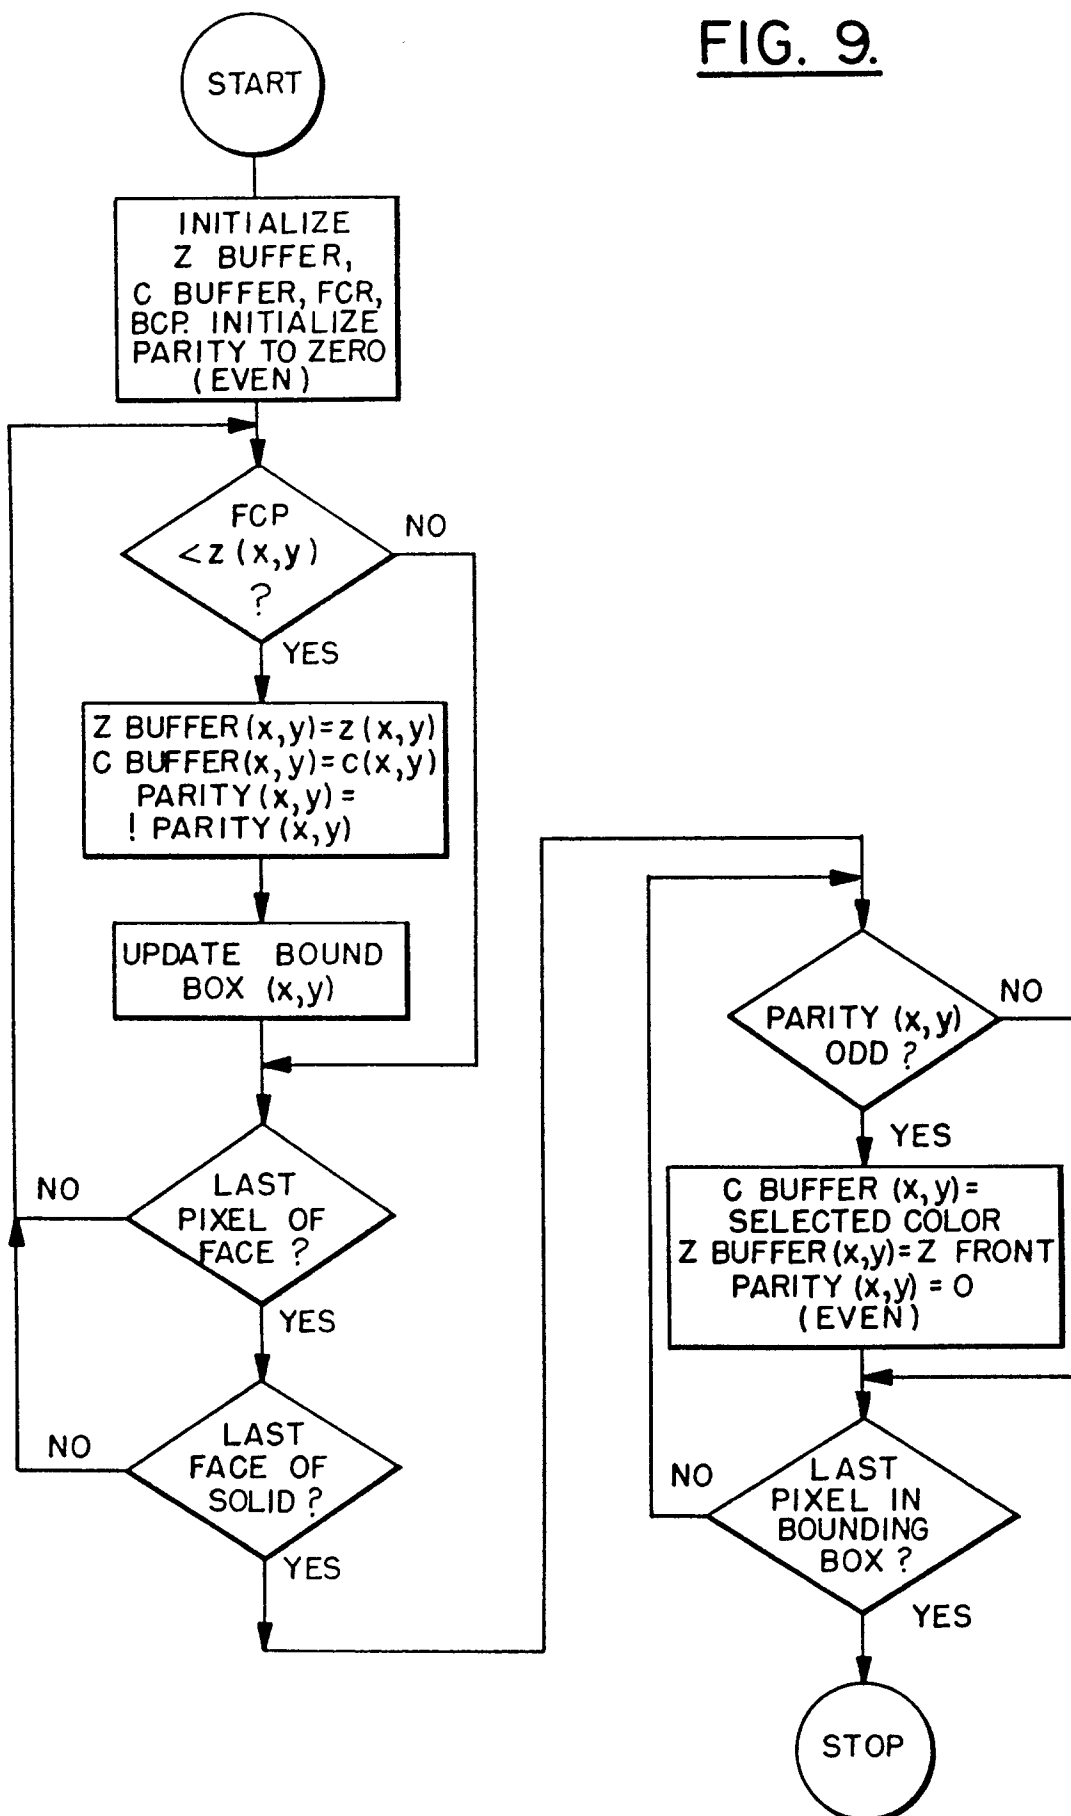 FIG. 9.
START
INITIALIZE
Z BUFFER,
C BUFFER, FCR,
BCP. INITIALIZE
PARITY TO ZERO
(EVEN)
FCP
<z (x,y)
?
NO
YES
Z BUFFER(x,y)=z(x,y)
C BUFFER(x,y)=c(x,y)
PARITY(x,y)=
! PARITY(x,y)
UPDATE BOUND
BOX (x,y)
LAST
PIXEL OF
FACE?
NO
YES
LAST
FACE OF
SOLID?
NO
YES
PARITY (x,y)
ODD?
NO
YES
C BUFFER (x,y)=
SELECTED COLOR
Z BUFFER(x,y)=Z FRONT
PARITY (x,y) = 0
(EVEN)
LAST
PIXEL IN
BOUNDING
BOX?
NO
YES
STOP